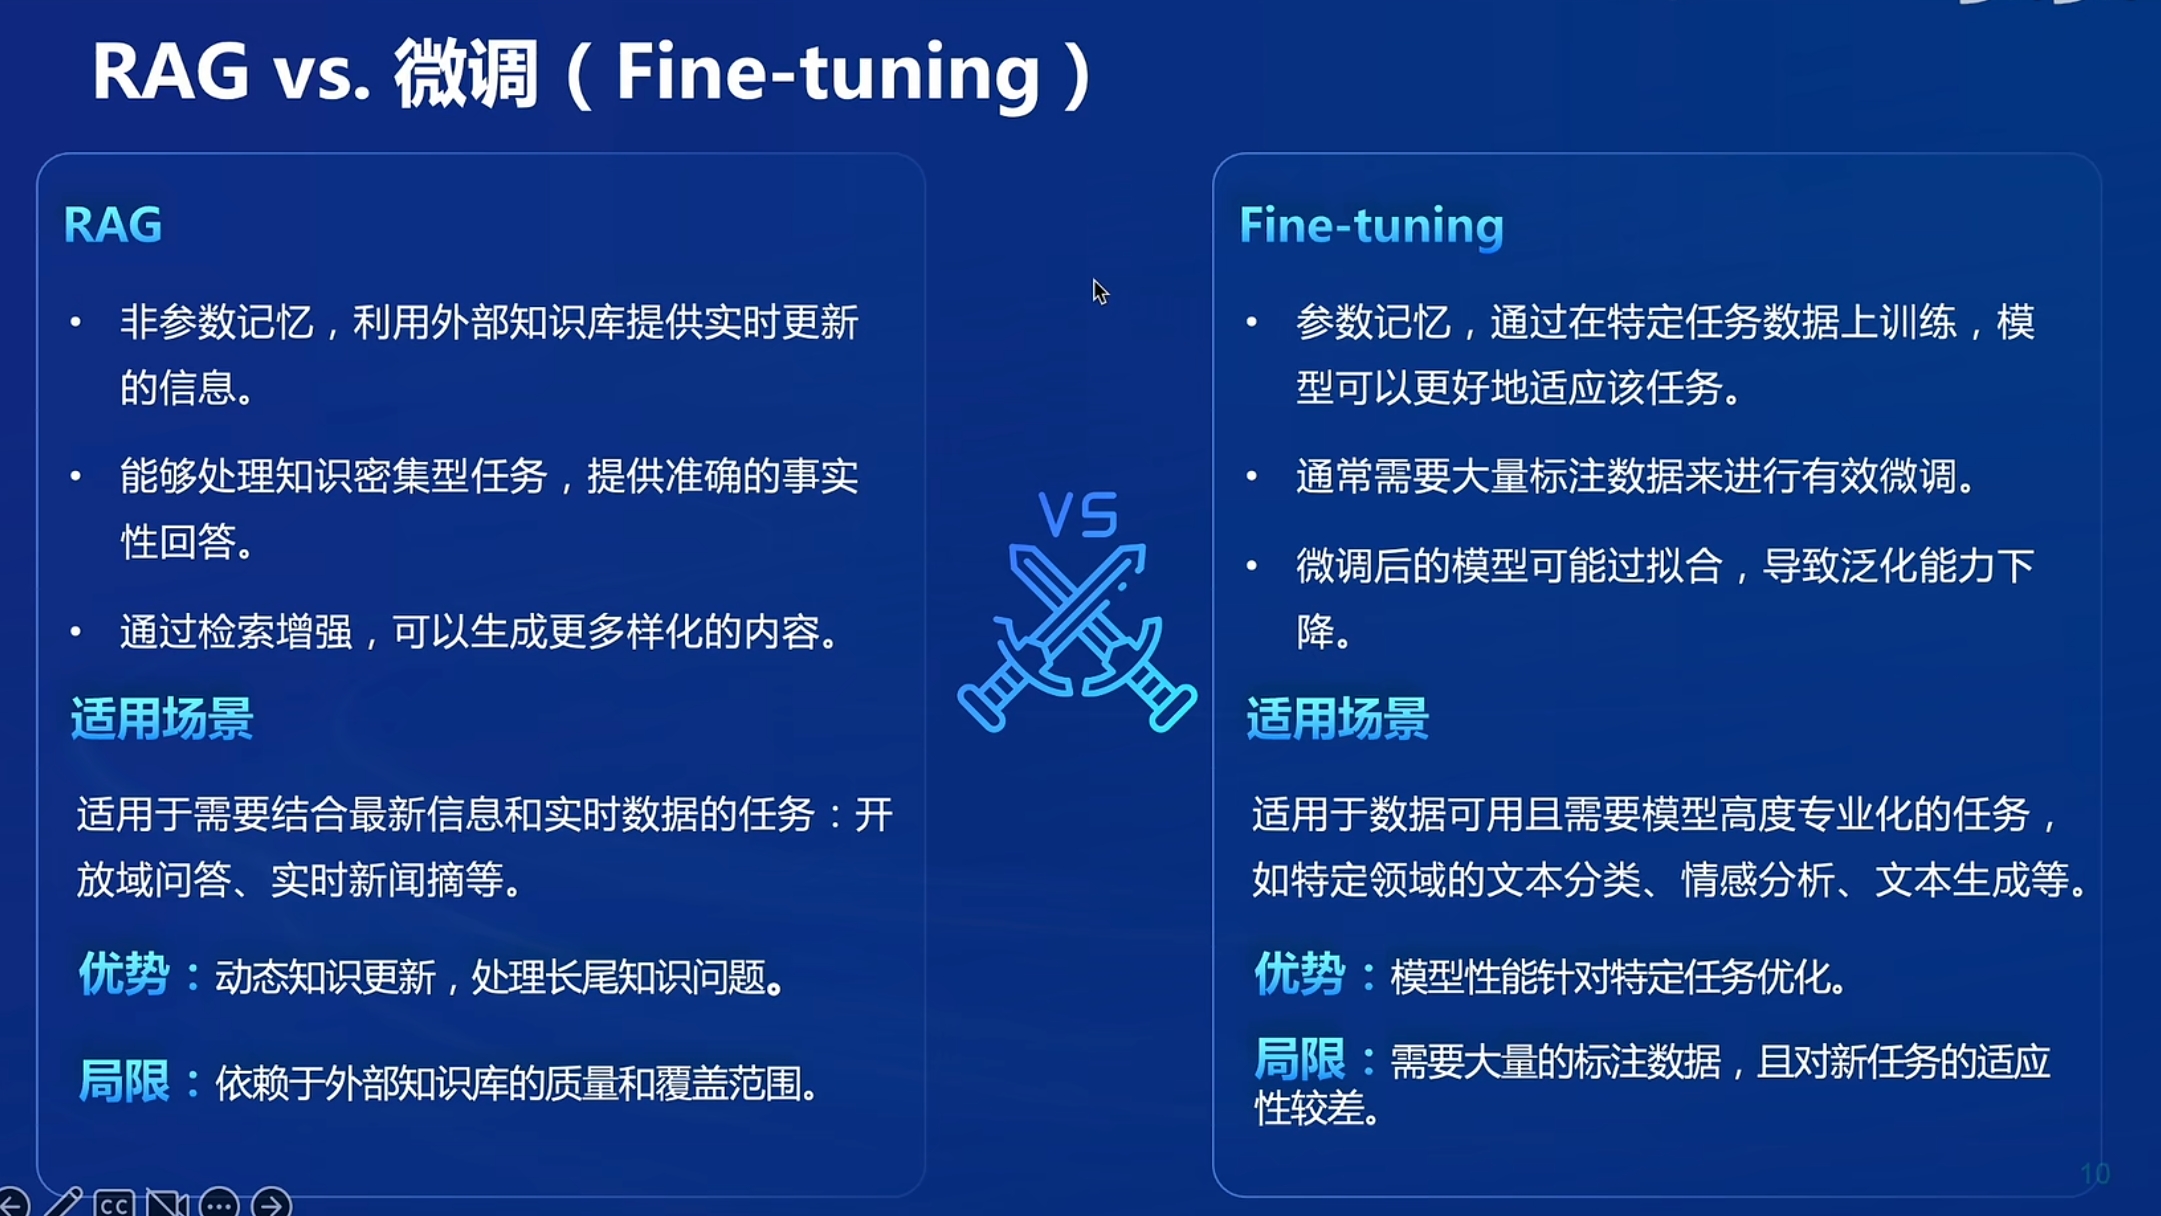 RAG vs. 微调（Fine-tuning）
RAG
• 非参数记忆，利用外部知识库提供实时更新
的信息。
• 能够处理知识密集型任务，提供准确的事实
性回答。
• 通过检索增强，可以生成更多样化的内容。
适用场景
适用于需要结合最新信息和实时数据的任务：开
放域问答、实时新闻摘等。
优势：动态知识更新，处理长尾知识问题。
局限：依赖于外部知识库的质量和覆盖范围。
VS
Fine-tuning
• 参数记忆，通过在特定任务数据上训练，模
型可以更好地适应该任务。
• 通常需要大量标注数据来进行有效微调。
• 微调后的模型可能过拟合，导致泛化能力下
降。
适用场景
适用于数据可用且需要模型高度专业化的任务，
如特定领域的文本分类、情感分析、文本生成等。
优势：模型性能针对特定任务优化。
局限：需要大量的标注数据，且对新任务的适应
性较差。
10
CC